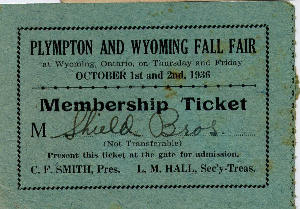 PLYMPTON AND WYOMING FALL FAIR
at Wyoming, Ontario, on Thursday and Friday
OCTOBER 1st and 2nd, 1936
Membership Ticket
M Shield Bros.
(Not Transferable)
Present this ticket at the gate for admission.
C. F. SMITH, Pres. L. M. HALL, Sec'y-Treas.